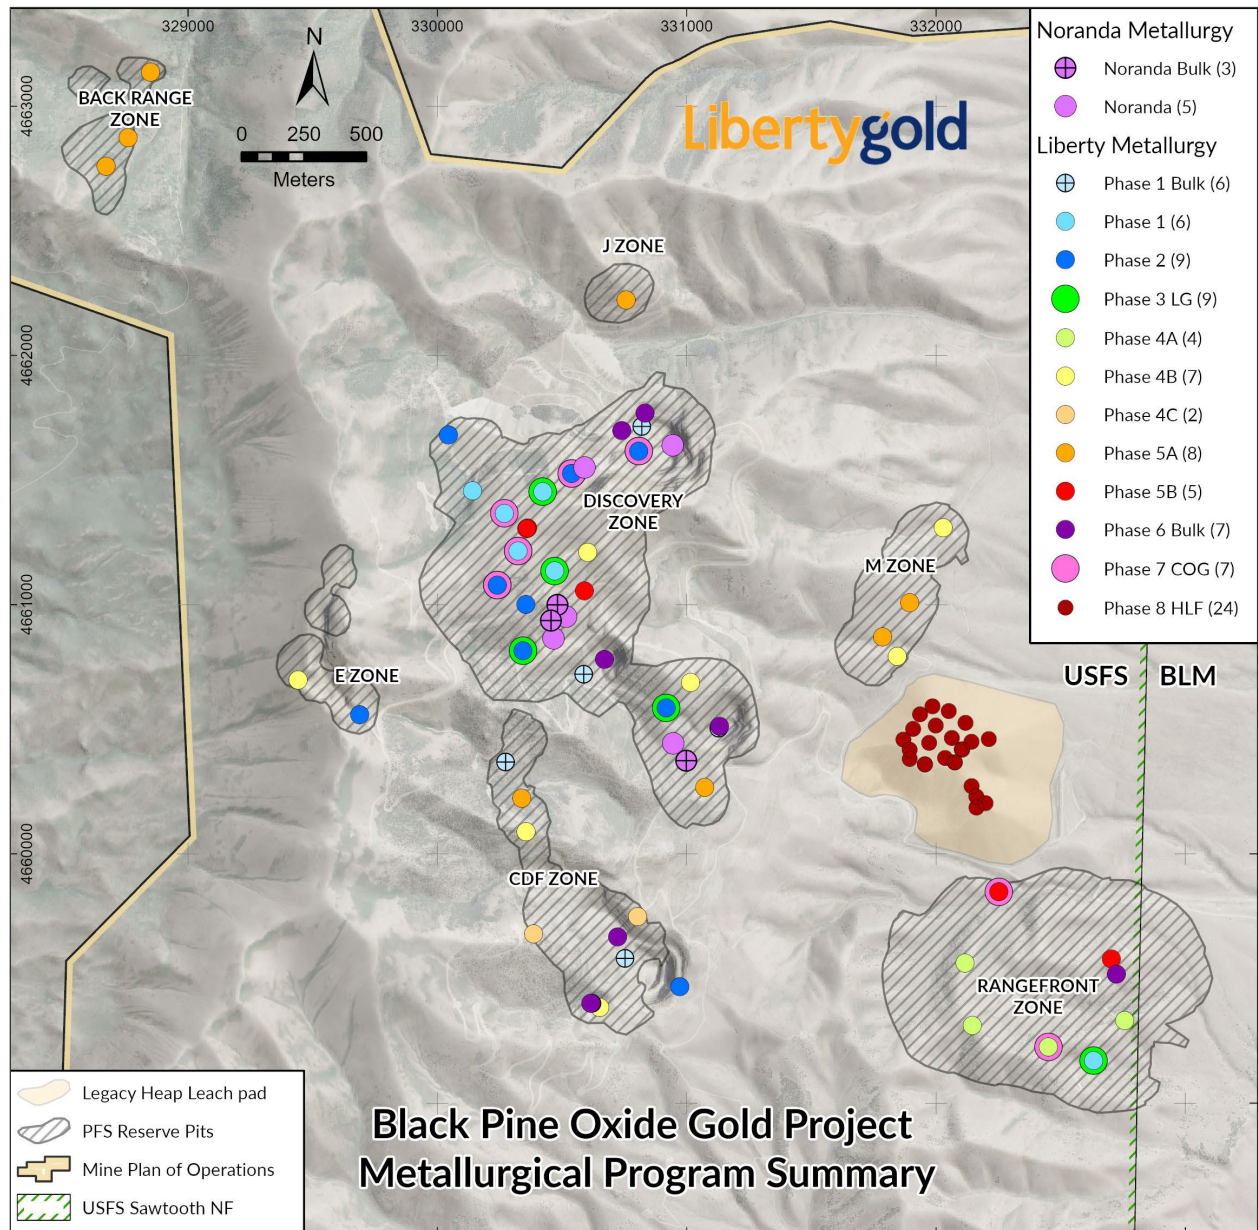 329000
330000
331000
332000
4663000
4662000
4661000
4660000
N
0 250 500
Meters
Libertygold
BACK RANGE
ZONE
J ZONE
DISCOVERY
ZONE
M ZONE
E ZONE
CDF ZONE
RANGEFRONT
ZONE
USFS BLM
Noranda Metallurgy
Noranda Bulk (3)
Noranda (5)
Liberty Metallurgy
Phase 1 Bulk (6)
Phase 1 (6)
Phase 2 (9)
Phase 3 LG (9)
Phase 4A (4)
Phase 4B (7)
Phase 4C (2)
Phase 5A (8)
Phase 5B (5)
Phase 6 Bulk (7)
Phase 7 COG (7)
Phase 8 HLF (24)
Legacy Heap Leach pad
PFS Reserve Pits
Mine Plan of Operations
USFS Sawtooth NF
Black Pine Oxide Gold Project
Metallurgical Program Summary